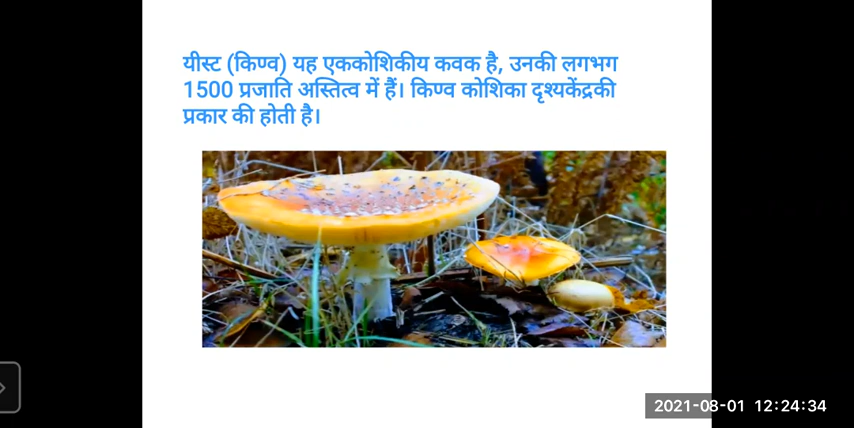 यीस्ट (किण्व) यह एककोशिकीय कवक है, उनकी लगभग
1500 प्रजाति अस्तित्व में हैं। किण्व कोशिका दृश्यकेंद्रकी
प्रकार की होती है।
2021-08-01 12:24:34